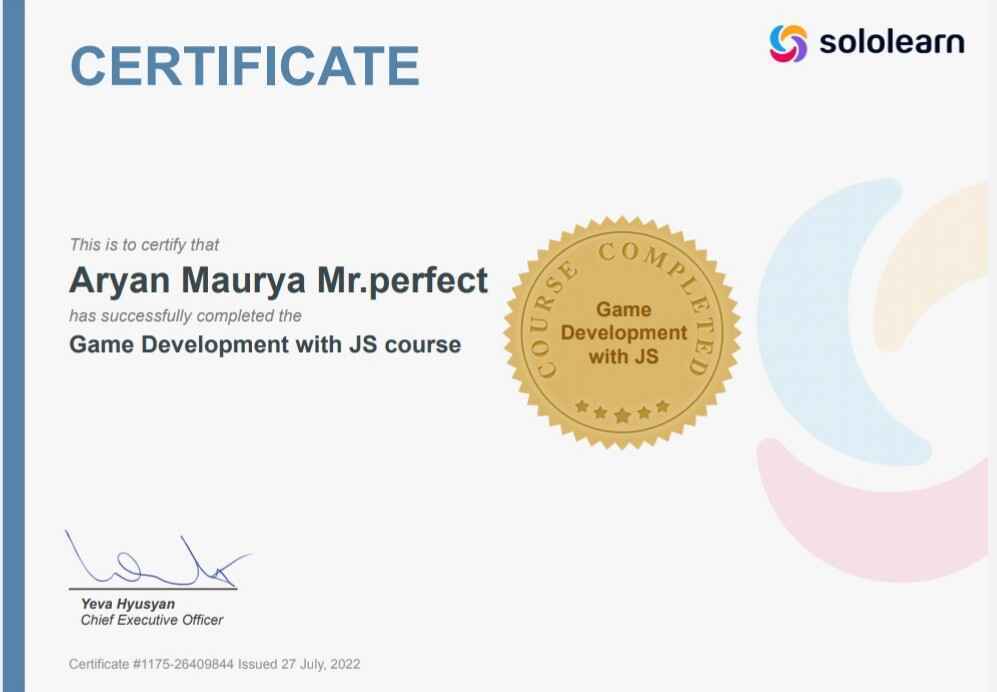 CERTIFICATE
sololearn
This is to certify that
Aryan Maurya Mr.perfect
has successfully completed the
Game Development with JS course
COURSE COMPLETED
Game
Development
with JS
Yeva Hyusyan
Chief Executive Officer
Certificate #1175-26409844 Issued 27 July, 2022